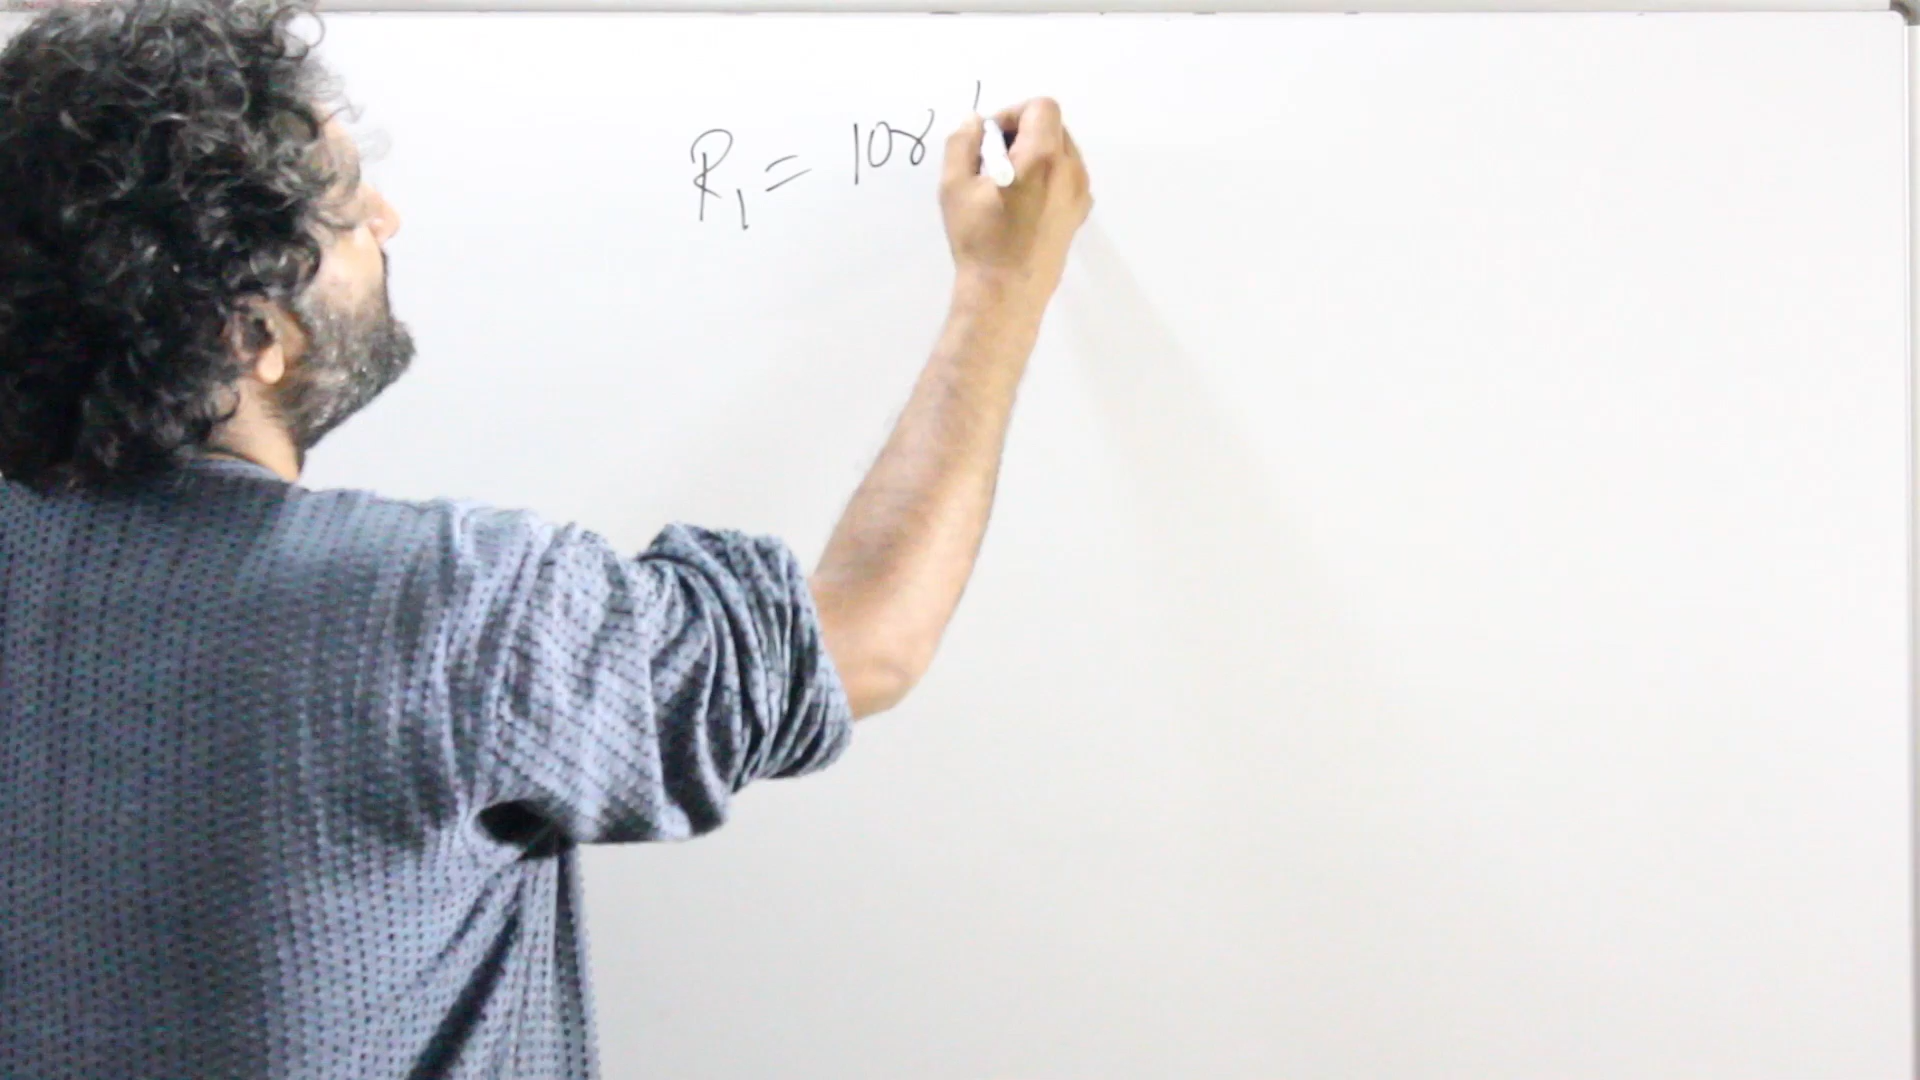 R₁ = 108